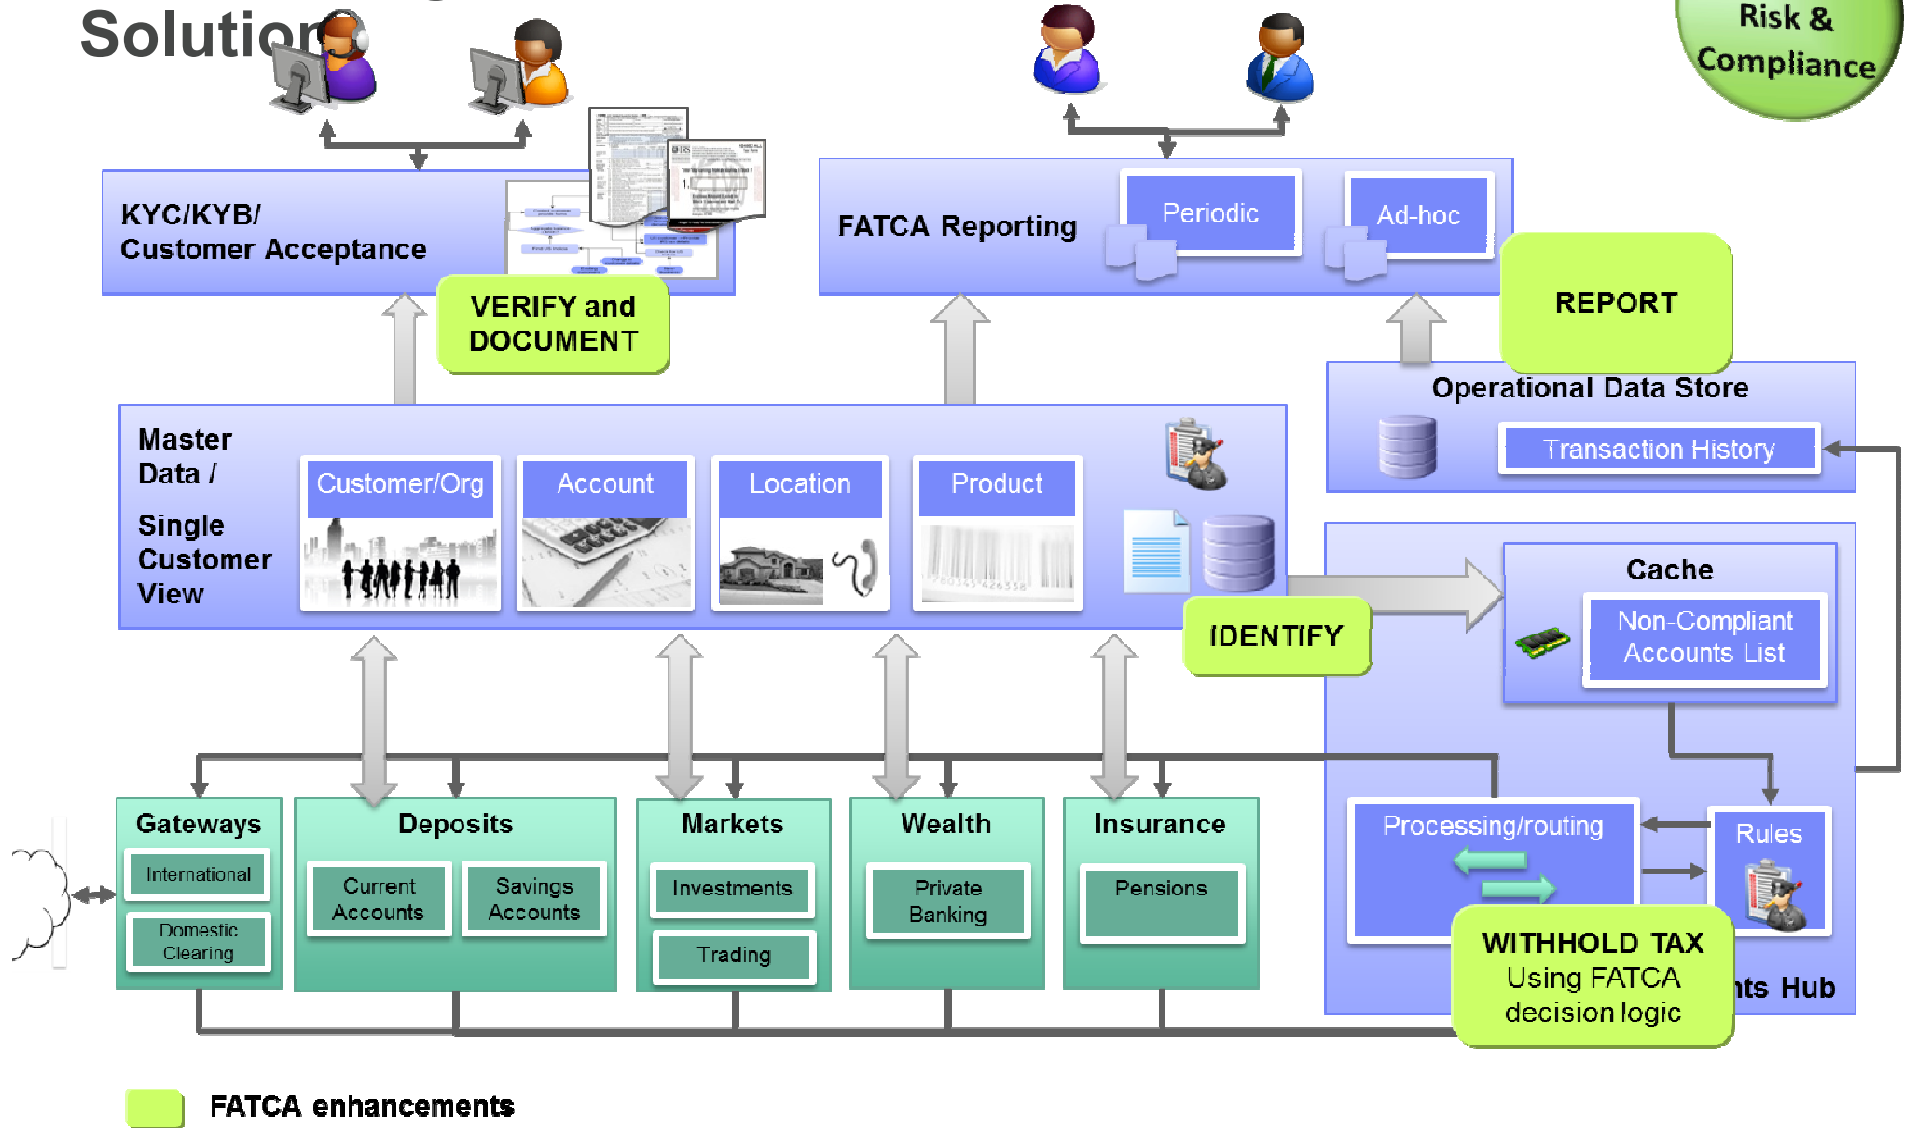 Solution
Risk &
Compliance
KYC/KYB/
Customer Acceptance
VERIFY and
DOCUMENT
FATCA Reporting
Periodic
Ad-hoc
REPORT
Operational Data Store
Transaction History
Master
Data /
Single
Customer
View
Customer/Org
Account
Location
Product
IDENTIFY
Cache
Non-Compliant
Accounts List
Gateways
International
Domestic
Clearing
Deposits
Current
Accounts
Savings
Accounts
Markets
Investments
Trading
Wealth
Private
Banking
Insurance
Pensions
Processing/routing
Rules
WITHHOLD TAX
Using FATCA
decision logic
nts Hub
FATCA enhancements